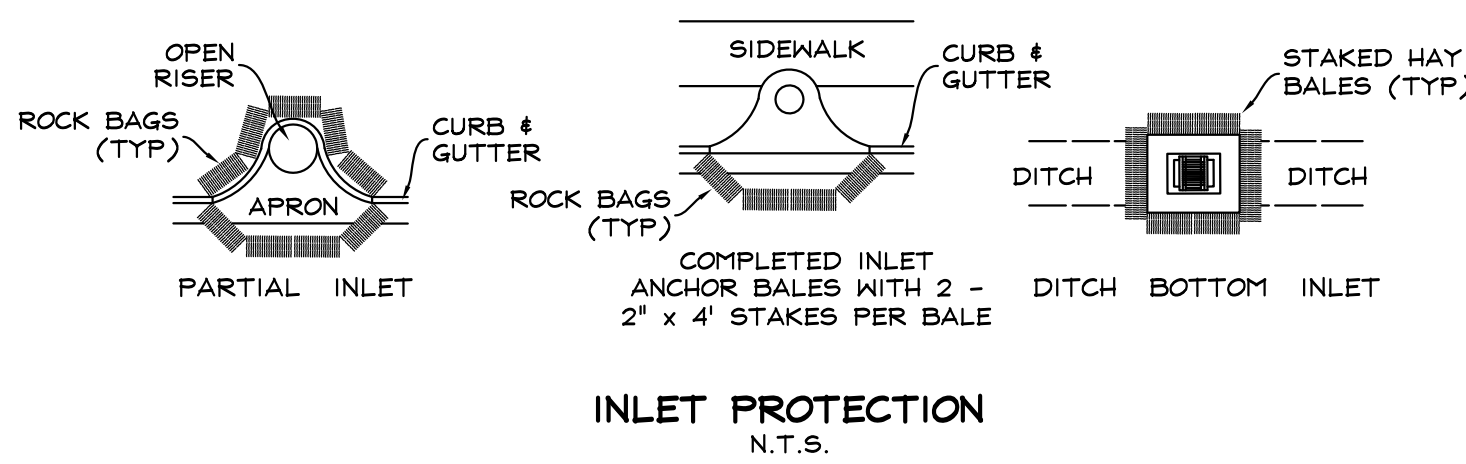 OPEN
RISER
ROCK BAGS
(TYP)
CURB &
GUTTER
APRON
PARTIAL INLET
SIDEWALK
CURB &
GUTTER
ROCK BAGS
(TYP)
COMPLETED INLET
ANCHOR BALES WITH 2 -
2" x 4' STAKES PER BALE
STAKED HAY
BALES (TYP)
DITCH
DITCH
DITCH BOTTOM INLET
INLET PROTECTION
N.T.S.